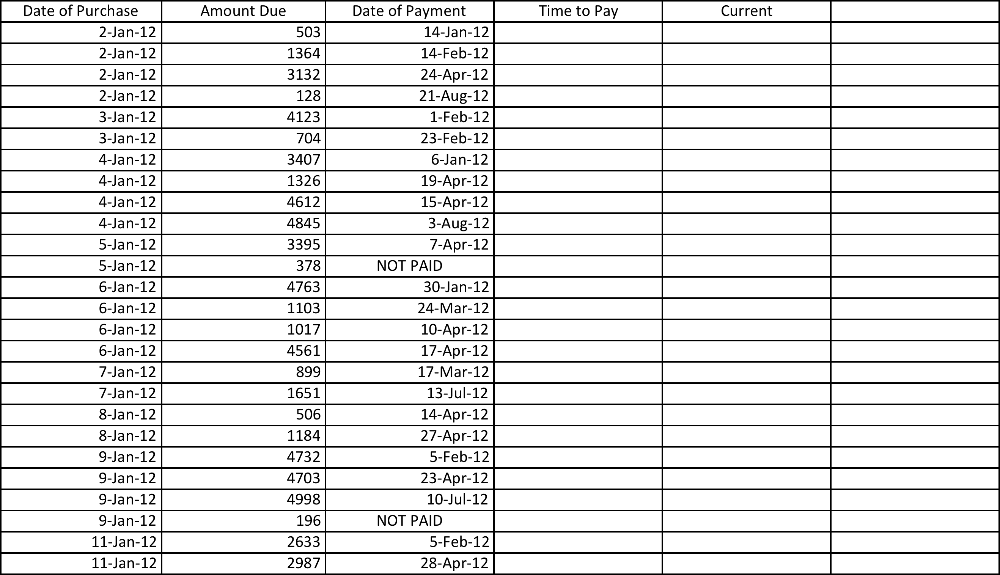 Date of Purchase Amount Due Date of Payment Time to Pay Current
2-Jan-12 503 14-Jan-12
2-Jan-12 1364 14-Feb-12
2-Jan-12 3132 24-Apr-12
2-Jan-12 128 21-Aug-12
3-Jan-12 4123 1-Feb-12
3-Jan-12 704 23-Feb-12
4-Jan-12 3407 6-Jan-12
4-Jan-12 1326 19-Apr-12
4-Jan-12 4612 15-Apr-12
4-Jan-12 4845 3-Aug-12
5-Jan-12 3395 7-Apr-12
5-Jan-12 378 NOT PAID
6-Jan-12 4763 30-Jan-12
6-Jan-12 1103 24-Mar-12
6-Jan-12 1017 10-Apr-12
6-Jan-12 4561 17-Apr-12
7-Jan-12 899 17-Mar-12
7-Jan-12 1651 13-Jul-12
8-Jan-12 506 14-Apr-12
8-Jan-12 1184 27-Apr-12
9-Jan-12 4732 5-Feb-12
9-Jan-12 4703 23-Apr-12
9-Jan-12 4998 10-Jul-12
9-Jan-12 196 NOT PAID
11-Jan-12 2633 5-Feb-12
11-Jan-12 2987 28-Apr-12